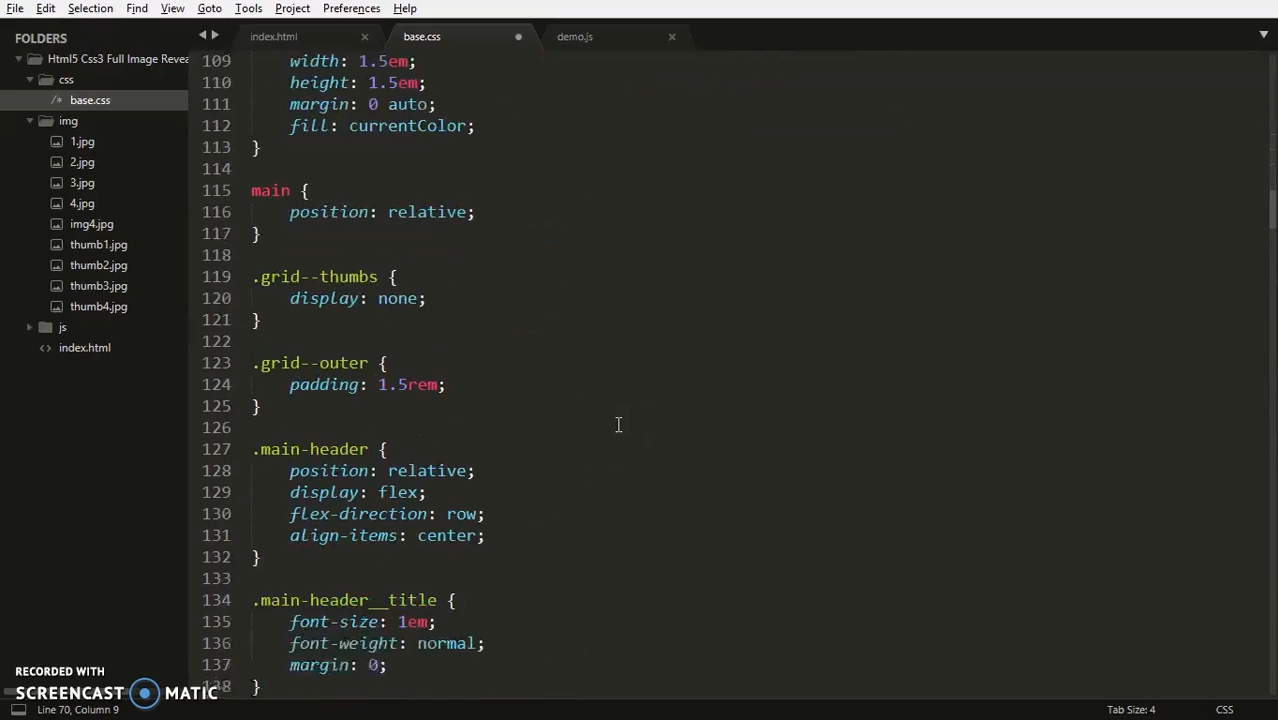 File Edit Selection Find View Goto Tools Project Preferences Help
FOLDERS
Html5 Css3 Full Image Revea
css
/* base.css
img
1.jpg
2.jpg
3.jpg
4.jpg
img4.jpg
thumb1.jpg
thumb2.jpg
thumb3.jpg
thumb4.jpg
js
<> index.html
index.html base.css demo.js
109 width: 1.5em;
110 height: 1.5em;
111 margin: 0 auto;
112 fill: currentColor;
113 }
114
115 main {
116 position: relative;
117 }
118
119 .grid--thumbs {
120 display: none;
121 }
122
123 .grid--outer {
124 padding: 1.5rem;
125 }
126
127 .main-header {
128 position: relative;
129 display: flex;
130 flex-direction: row;
131 align-items: center;
132 }
133
134 .main-header__title {
135 font-size: 1em;
136 font-weight: normal;
137 margin: 0;
138 }
RECORDED WITH
SCREENCAST MATIC
Line 70, Column 9 Tab Size: 4 CSS